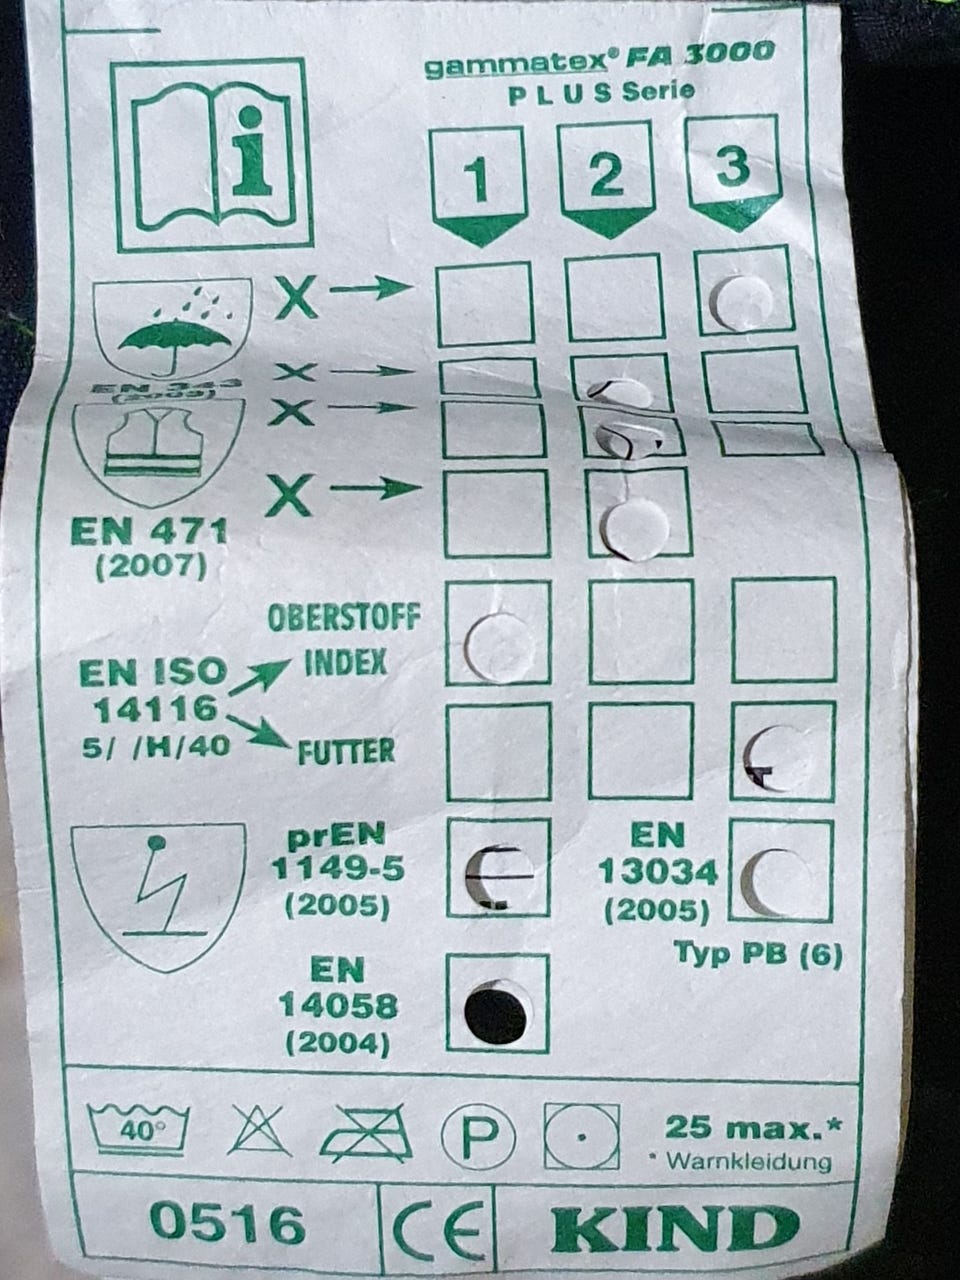 gammatex® FA 3000
PLUS Serie
i
1 2 3
X
X
EN 343
(2003)
X
X
EN 471
(2007)
OBERSTOFF
INDEX
EN ISO
14116
5/ /H/40
FUTTER
prEN
1149-5
(2005)
EN
13034
(2005)
Typ PB (6)
EN
14058
(2004)
40°
P
25 max.*
* Warnkleidung
0516 CE KIND